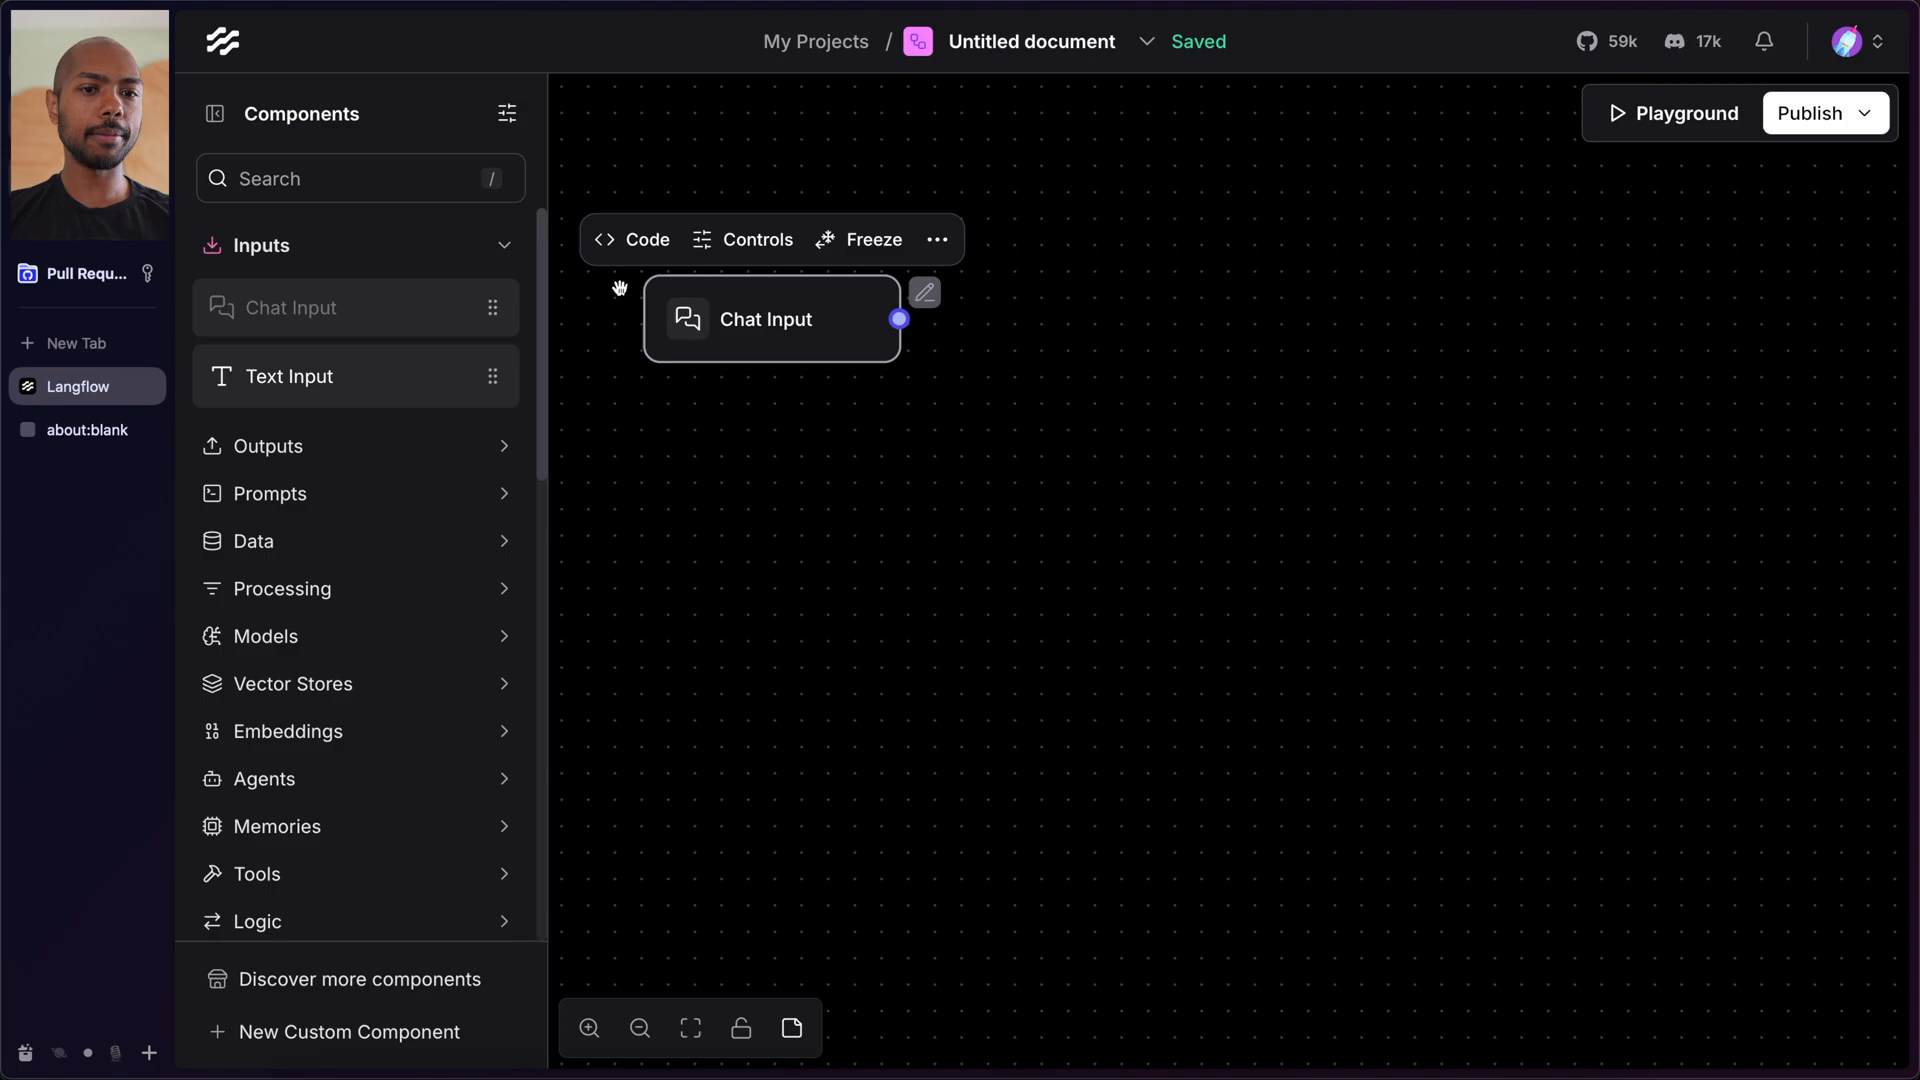 My Projects / Untitled document Saved
59k 17k
Components
Playground Publish
Search /
Code Controls Freeze
Inputs
Pull Requ...
Chat Input
Chat Input
New Tab
Text Input
Langflow
about:blank
Outputs
Prompts
Data
Processing
Models
Vector Stores
Embeddings
Agents
Memories
Tools
Logic
Discover more components
New Custom Component